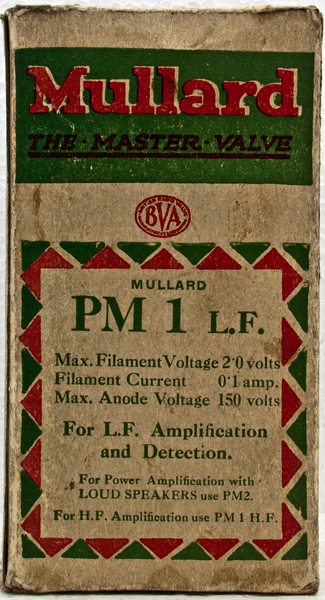 Mullard
THE · MASTER · VALVE
BVA
MULLARD
PM 1 L.F.
Max. Filament Voltage 2·0 volts
Filament Current 0·1 amp.
Max. Anode Voltage 150 volts
For L.F. Amplification
and Detection.
For Power Amplification with
LOUD SPEAKERS use PM2.
For H.F. Amplification use PM 1 H.F.